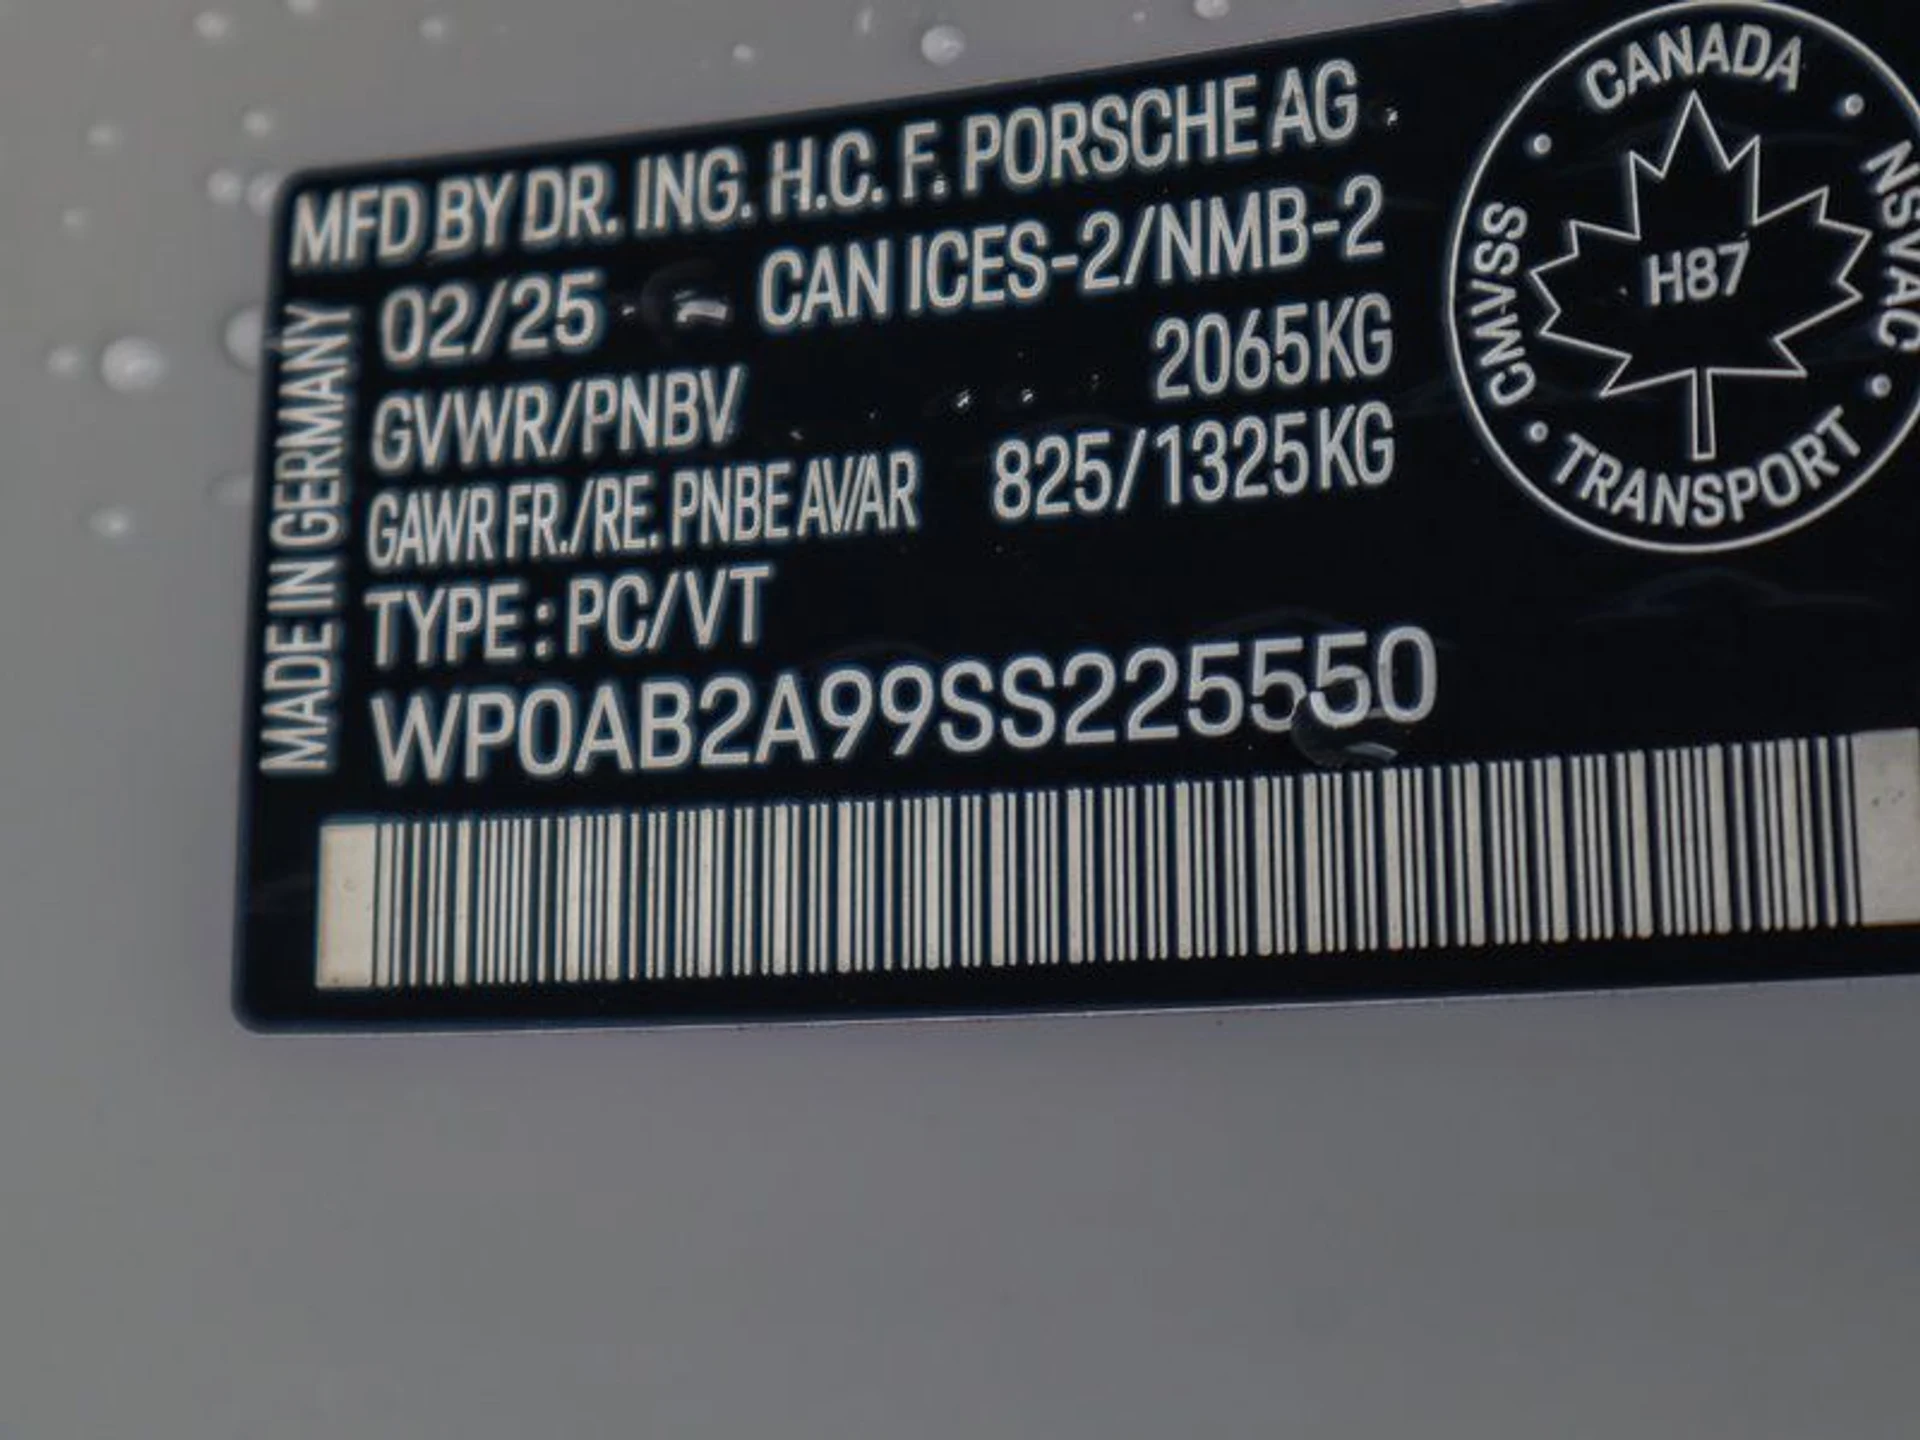 MFD BY DR. ING. H.C. F. PORSCHE AG
02/25 CAN ICES-2/NMB-2
GVWR/PNBV 2065KG
GAWR FR./RE. PNBE AV/AR 825/1325KG
TYPE: PC/VT
WP0AB2A99SS225550
MADE IN GERMANY
CANADA
CMVSS
NSVAC
H87
TRANSPORT